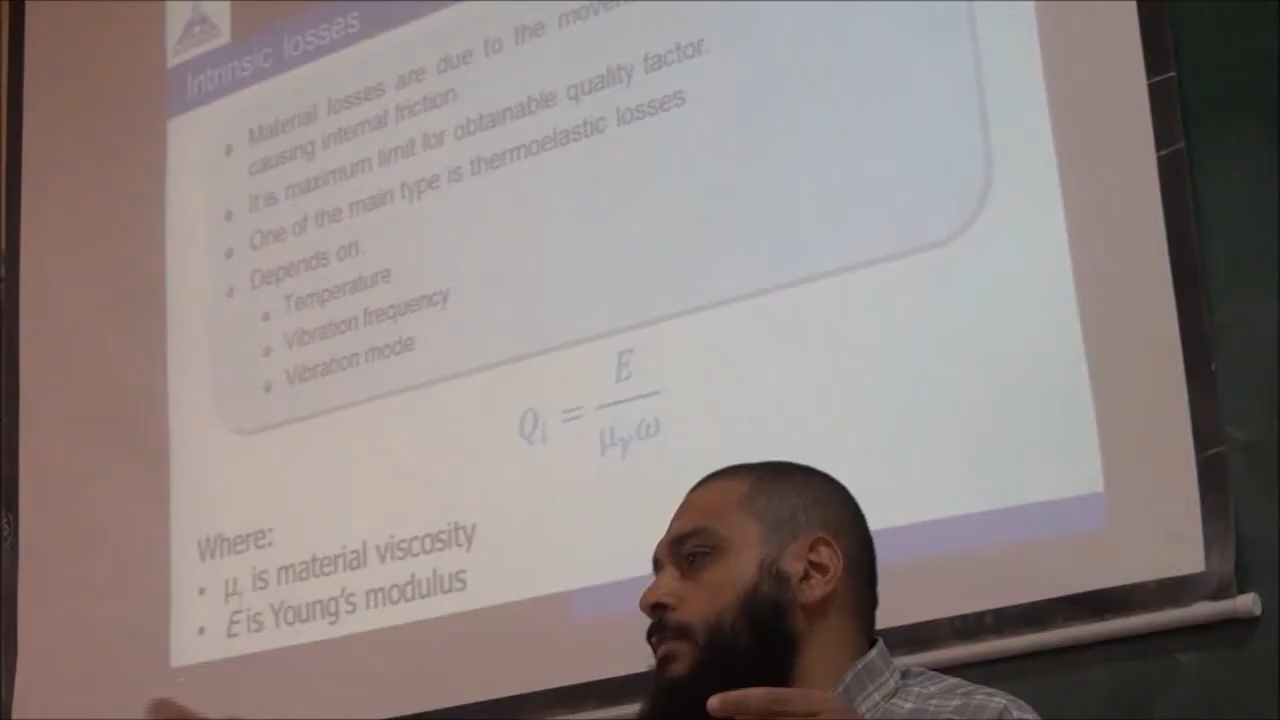 Intrinsic losses
• Material losses are due to the
causing internal friction.
• It is maximum limit for obtainable quality factor.
• One of the main type is thermoelastic losses
• Depends on:
• Temperature
• Vibration frequency
• Vibration mode
Qᵢ = E / μᵧω
Where:
• μᵧ is material viscosity
• E is Young's modulus